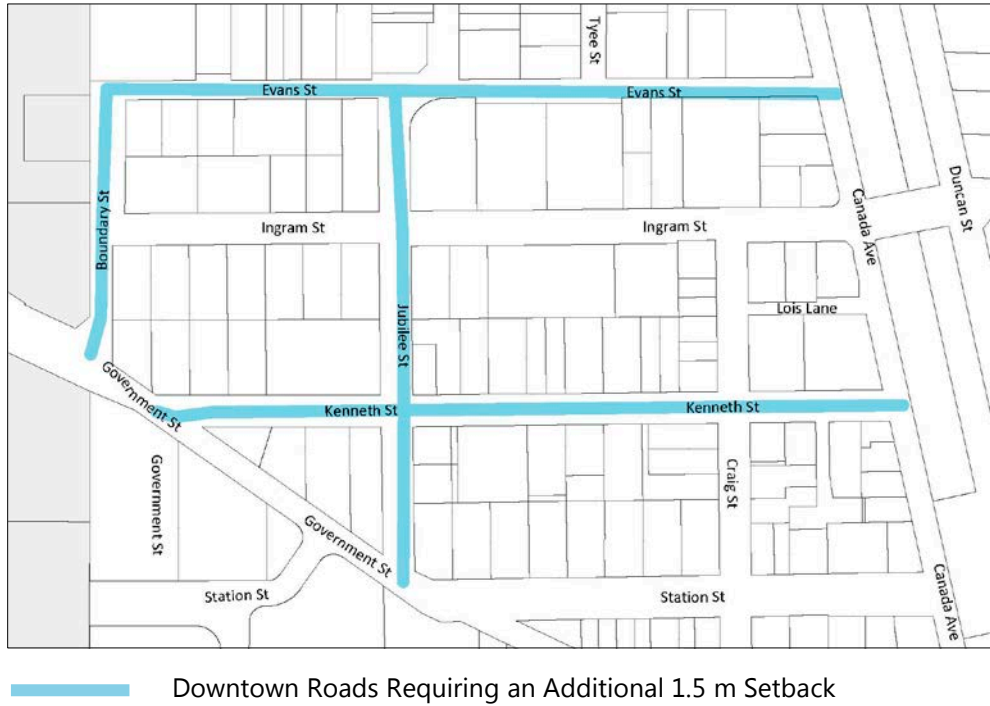 Tyee St
Evans St
Evans St
Boundary St
Ingram St
Ingram St
Canada Ave
Duncan St
Lois Lane
Jubilee St
Government St
Kenneth St
Kenneth St
Craig St
Government St
Government St
Station St
Station St
Canada Ave
Downtown Roads Requiring an Additional 1.5 m Setback